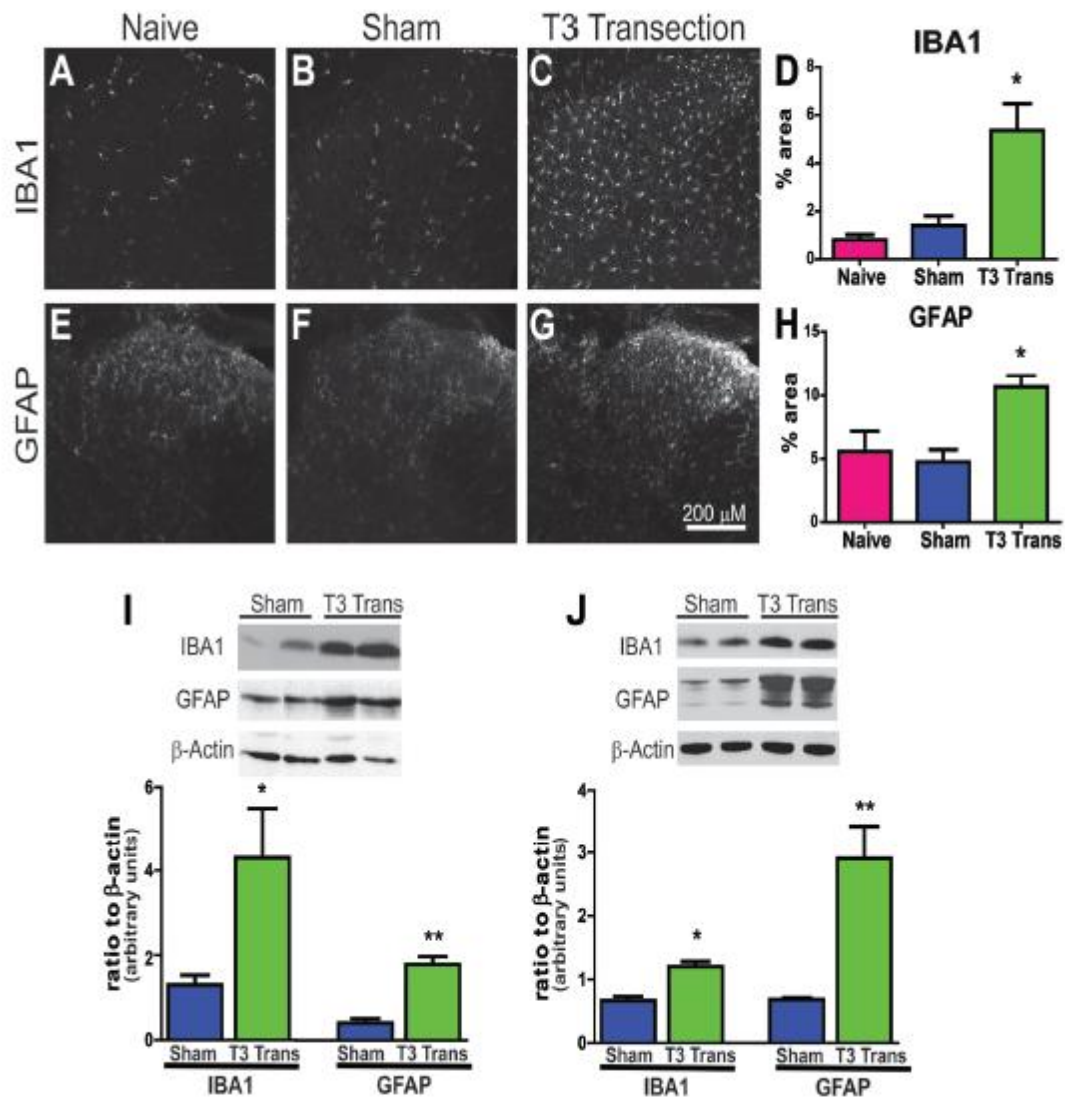 Naive Sham T3 Transection
IBA1
A B C
D IBA1
% area
8
6
4
2
0
Naive Sham T3 Trans
GFAP
E F G
200 μM
H GFAP
% area
15
10
5
0
Naive Sham T3 Trans
*
*
I
Sham T3 Trans
IBA1
GFAP
β-Actin
ratio to β-actin
(arbitrary units)
6
4
2
0
*
**
Sham T3 Trans Sham T3 Trans
IBA1 GFAP
J
Sham T3 Trans
IBA1
GFAP
β-Actin
ratio to β-actin
(arbitrary units)
4
3
2
1
0
*
**
Sham T3 Trans Sham T3 Trans
IBA1 GFAP